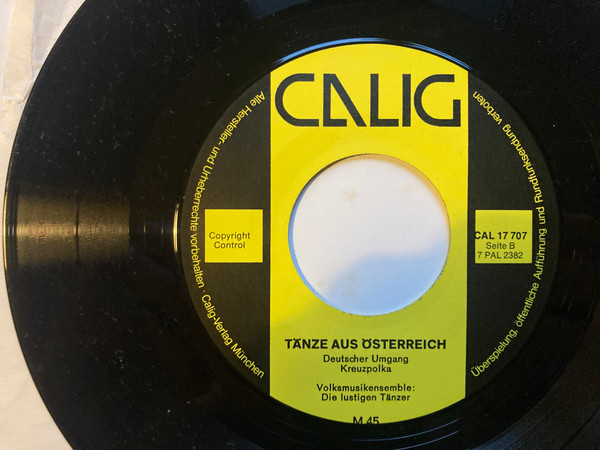 CALIG
Alle Hersteller- und Urheberrechte vorbehalten · Calig-Verlag München
Überspielung, öffentliche Aufführung und Rundfunksendung verboten
Copyright
Control
CAL 17 707
Seite B
7 PAL 2382
TÄNZE AUS ÖSTERREICH
Deutscher Umgang
Kreuzpolka
Volksmusikensemble:
Die lustigen Tänzer
M 45